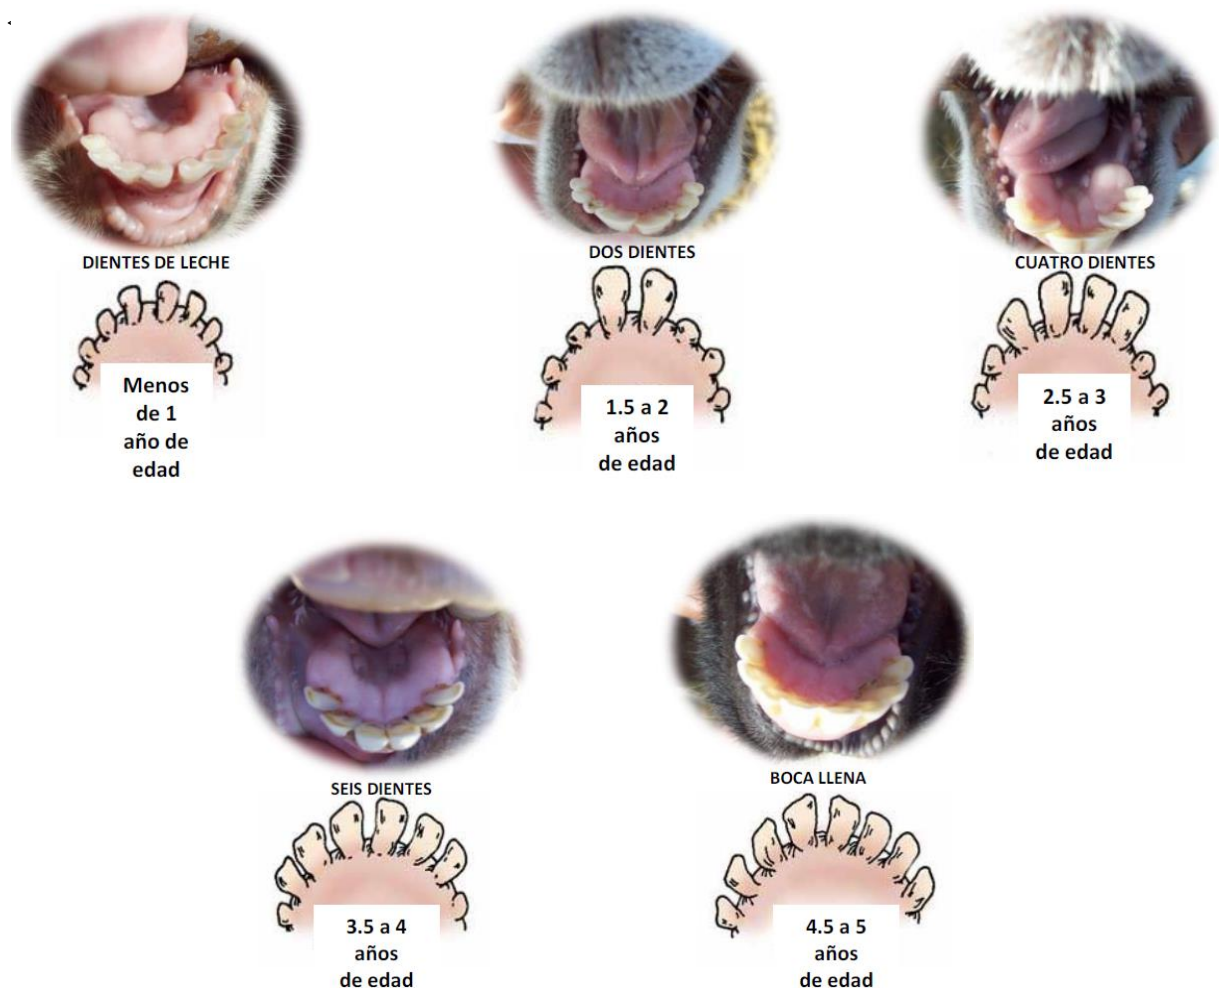 DIENTES DE LECHE
DOS DIENTES
CUATRO DIENTES
Menos
de 1
año de
edad
1.5 a 2
años
de edad
2.5 a 3
años
de edad
SEIS DIENTES
BOCA LLENA
3.5 a 4
años
de edad
4.5 a 5
años
de edad